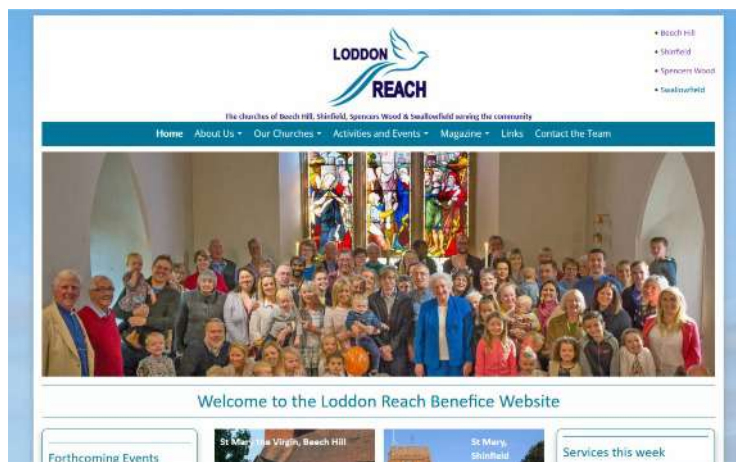 LODDON
REACH
• Beech Hill
• Shinfield
• Spencers Wood
• Swallowfield
The churches of Beech Hill, Shinfield, Spencers Wood & Swallowfield serving the community
Home About Us Our Churches Activities and Events Magazine Links Contact the Team
Welcome to the Loddon Reach Benefice Website
Forthcoming Events
St Mary the Virgin, Beech Hill
St Mary,
Shinfield
Services this week